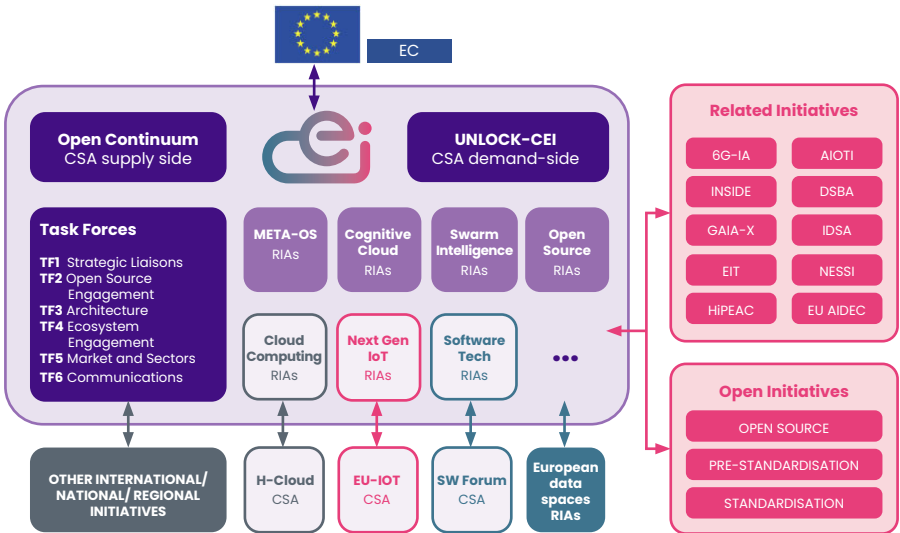 EC
Open Continuum
CSA supply side
cei
UNLOCK-CEI
CSA demand-side
Task Forces
TF1 Strategic Liaisons
TF2 Open Source
Engagement
TF3 Architecture
TF4 Ecosystem
Engagement
TF5 Market and Sectors
TF6 Communications
META-OS
RIAs
Cognitive
Cloud
RIAs
Swarm
Intelligence
RIAs
Open
Source
RIAs
Cloud
Computing
RIAs
Next Gen
IoT
RIAs
Software
Tech
RIAs
...
OTHER INTERNATIONAL/
NATIONAL/ REGIONAL
INITIATIVES
H-Cloud
CSA
EU-IOT
CSA
SW Forum
CSA
European
data
spaces
RIAs
Related Initiatives
6G-IA
AIOTI
INSIDE
DSBA
GAIA-X
IDSA
EIT
NESSI
HiPEAC
EU AIDEC
Open Initiatives
OPEN SOURCE
PRE-STANDARDISATION
STANDARDISATION